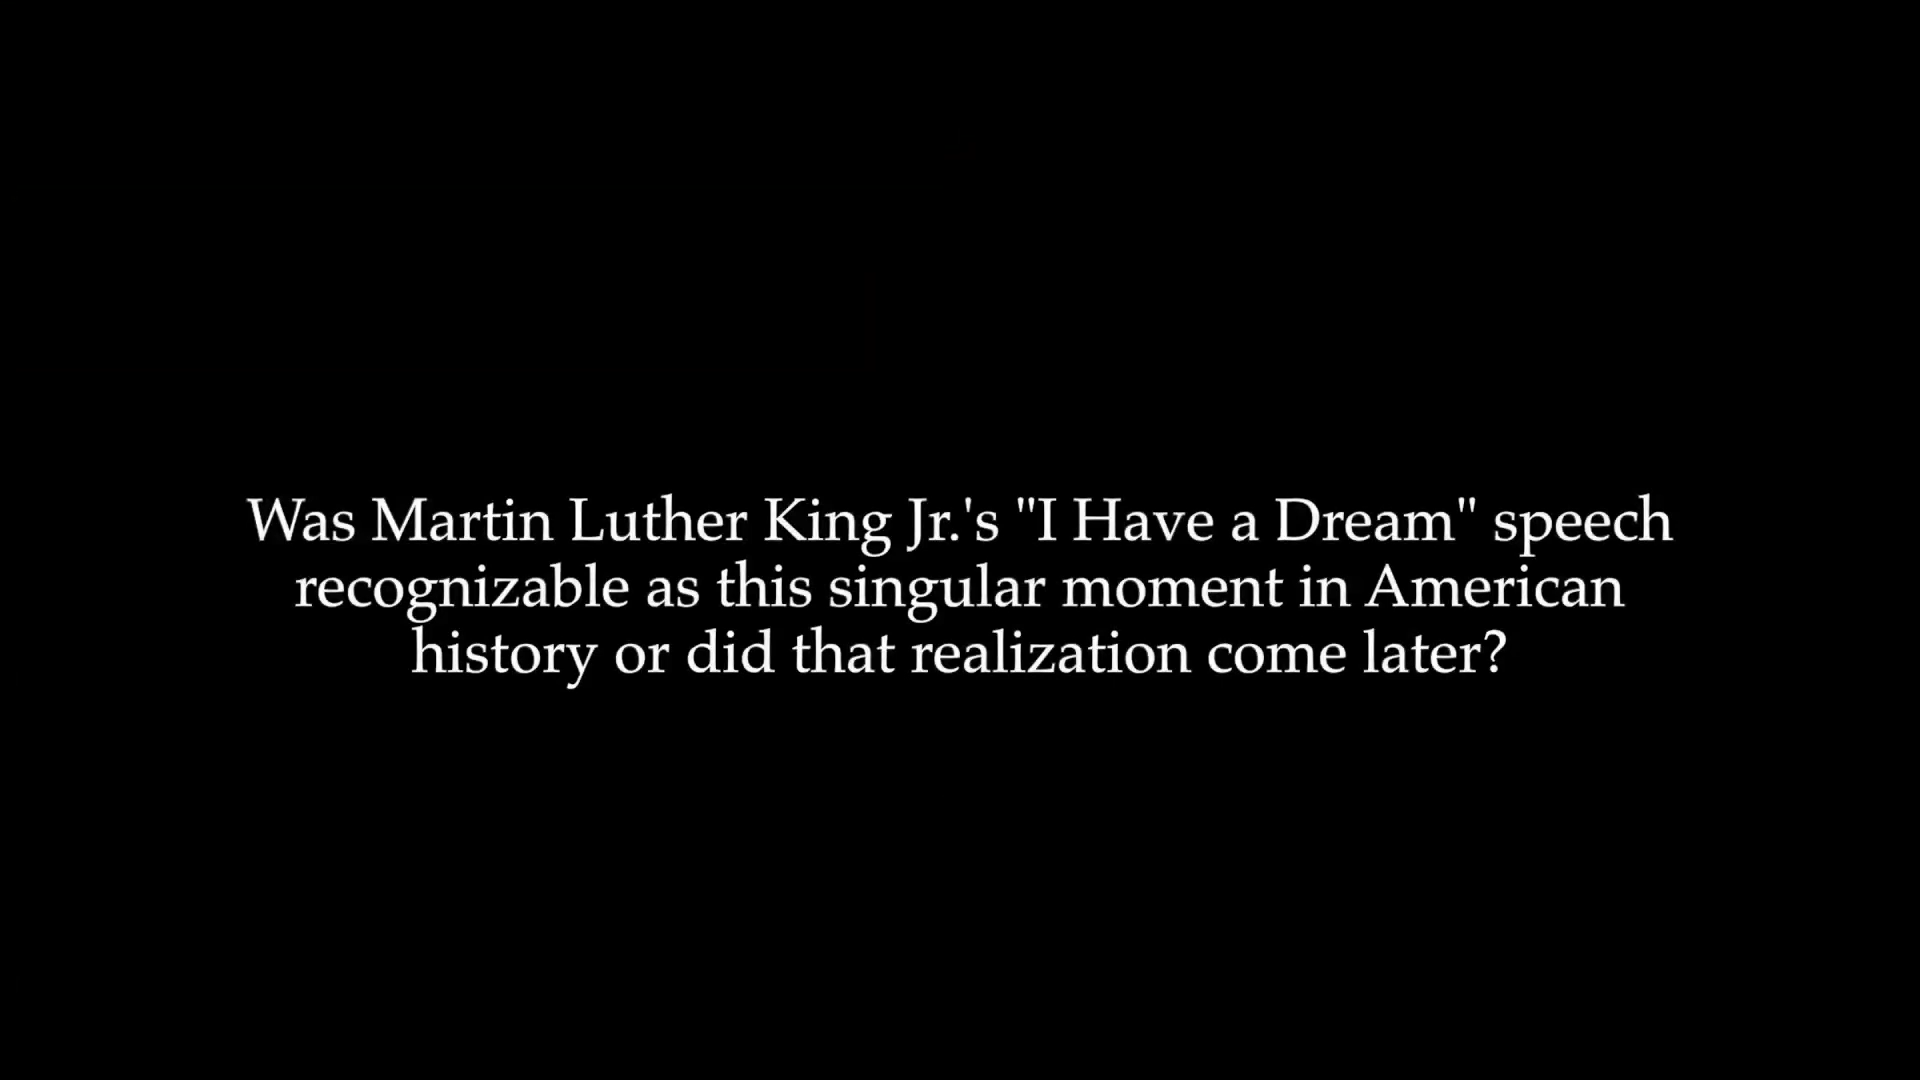 Was Martin Luther King Jr.'s "I Have a Dream" speech
recognizable as this singular moment in American
history or did that realization come later?